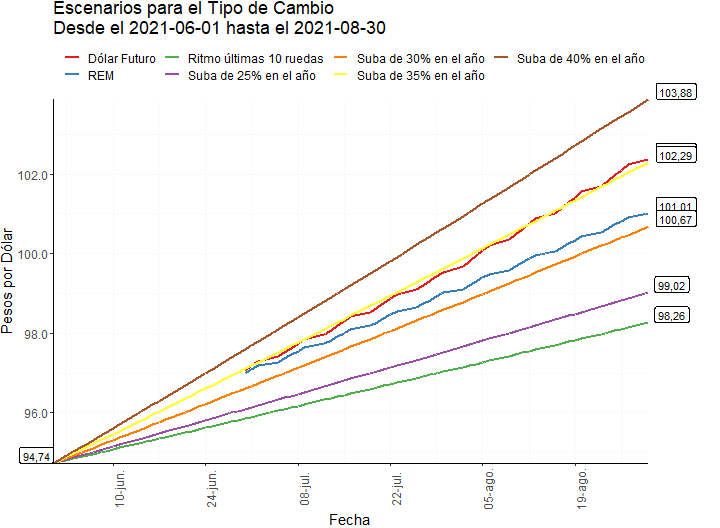 Escenarios para el Tipo de Cambio
Desde el 2021-06-01 hasta el 2021-08-30
Dólar Futuro Ritmo últimas 10 ruedas Suba de 30% en el año Suba de 40% en el año
REM Suba de 25% en el año Suba de 35% en el año
103,88
102,29
102.0
101,01
100,67
100.0
99,02
98,26
98.0
96.0
94,74
Pesos por Dólar
10-jun. 24-jun. 08-jul. 22-jul. 05-ago. 19-ago.
Fecha